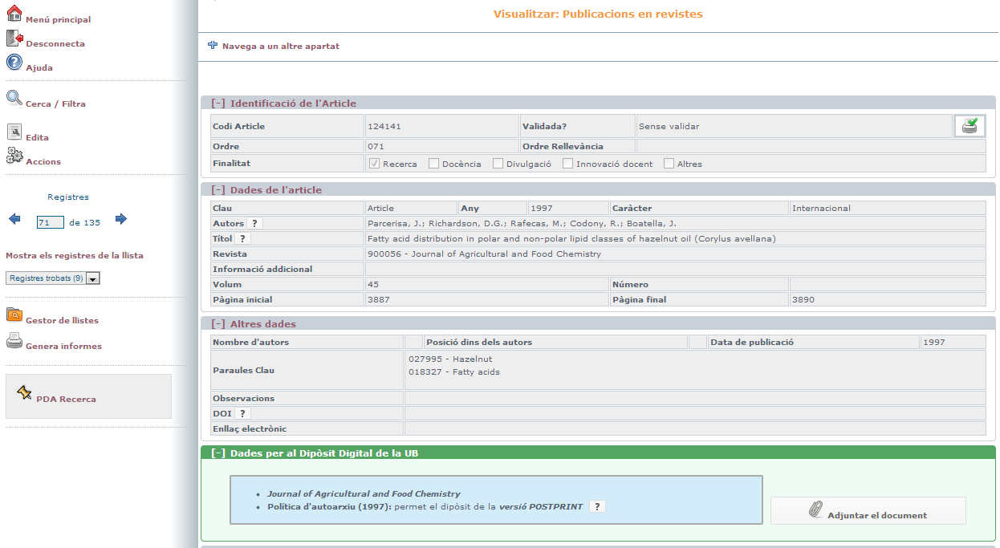 Menú principal
Desconnecta
Ajuda
Cerca / Filtra
Edita
Accions
Registres
71 de 135
Mostra els registres de la llista
Registres trobats (9)
Gestor de llistes
Genera informes
PDA Recerca
Visualitzar: Publicacions en revistes
Navega a un altre apartat
[-] Identificació de l'Article
Codi Article 124141 Validada? Sense validar
Ordre 071 Ordre Rellevància
Finalitat Recerca Docència Divulgació Innovació docent Altres
[-] Dades de l'article
Clau Article Any 1997 Caràcter Internacional
Autors ? Parcerisa, J.; Richardson, D.G.; Rafecas, M.; Codony, R.; Boatella, J.
Títol ? Fatty acid distribution in polar and non-polar lipid classes of hazelnut oil (Corylus avellana)
Revista 900056 - Journal of Agricultural and Food Chemistry
Informació addicional
Volum 45 Número
Pàgina inicial 3887 Pàgina final 3890
[-] Altres dades
Nombre d'autors Posició dins dels autors Data de publicació 1997
Paraules Clau 027995 - Hazelnut
018327 - Fatty acids
Observacions
DOI ?
Enllaç electrònic
[-] Dades per al Dipòsit Digital de la UB
• Journal of Agricultural and Food Chemistry
• Política d'autoarxiu (1997): permet el dipòsit de la versió POSTPRINT ?
Adjuntar el document